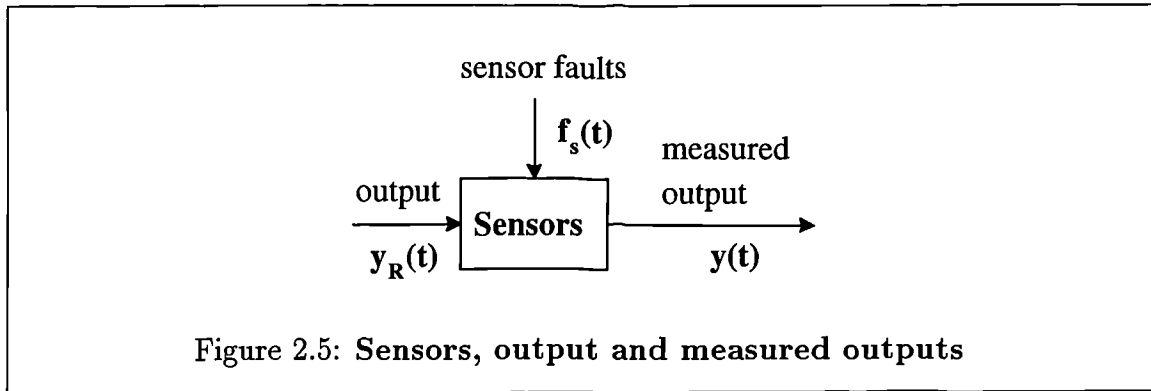 sensor faults
f_s(t)
measured
output
output
Sensors
y_R(t)
y(t)
Figure 2.5: Sensors, output and measured outputs